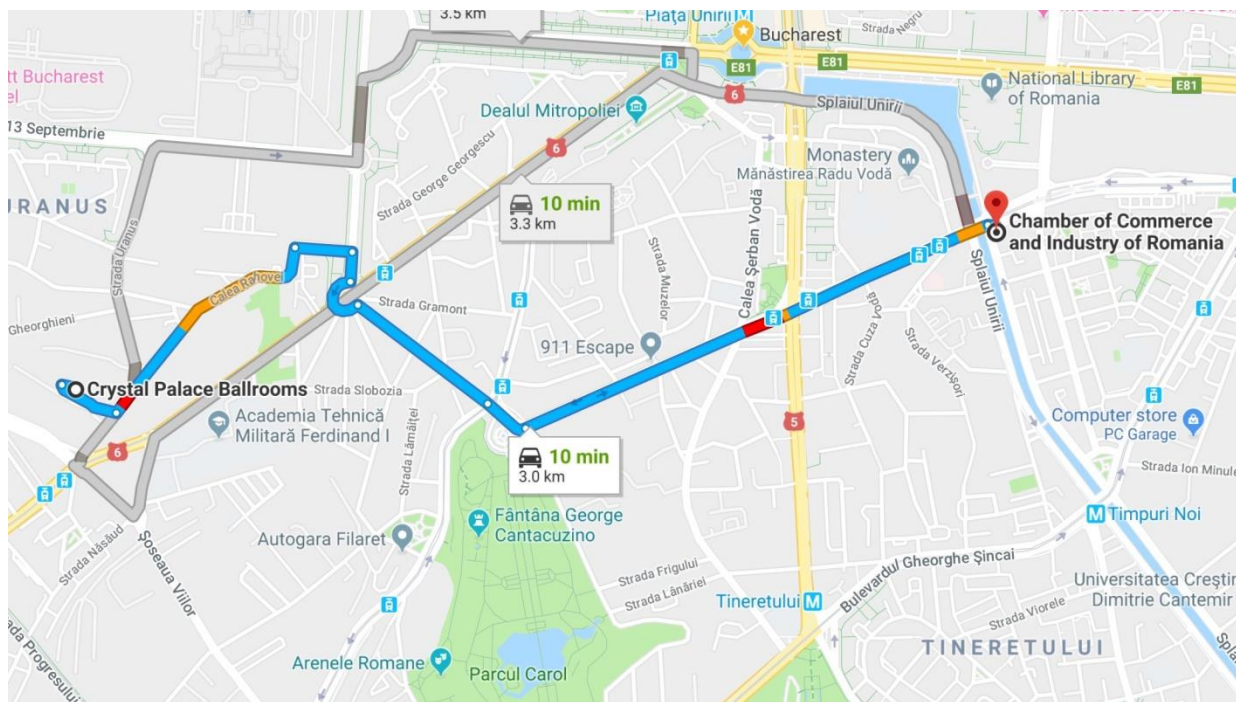 3.5 km
Piața Unirii M
Strada Negru
Bucharest
tt Bucharest
el
E81
E81
E81
National Library
of Romania
6
Splaiul Unirii
Dealul Mitropoliei
13 Septembrie
Strada George Georgescu
6
Monastery
Mănăstirea Radu Vodă
URANUS
10 min
3.3 km
Calea Șerban Vodă
Chamber of Commerce
and Industry of Romania
Strada Uranus
Calea Rahovei
Strada Muzelor
Splaiul Unirii
Strada Gramont
Gheorghieni
911 Escape
Strada Cuza Vodă
Strada Verzișori
Crystal Palace Ballrooms
Strada Slobozia
Academia Tehnică
Militară Ferdinand I
Strada Lămâiței
6
5
Computer store
PC Garage
10 min
3.0 km
Strada Ion Minule
Fântâna George
Cantacuzino
M Timpuri Noi
Șoseaua Viilor
Autogara Filaret
Strada Năsăud
Bulevardul Gheorghe Șincai
Strada Frigului
Strada Lânăriei
Universitatea Creștin
Dimitrie Cantemir
Tineretului M
Strada Viorele
TINERETULUI
Arenele Romane
Parcul Carol
ada Progresului
Splai